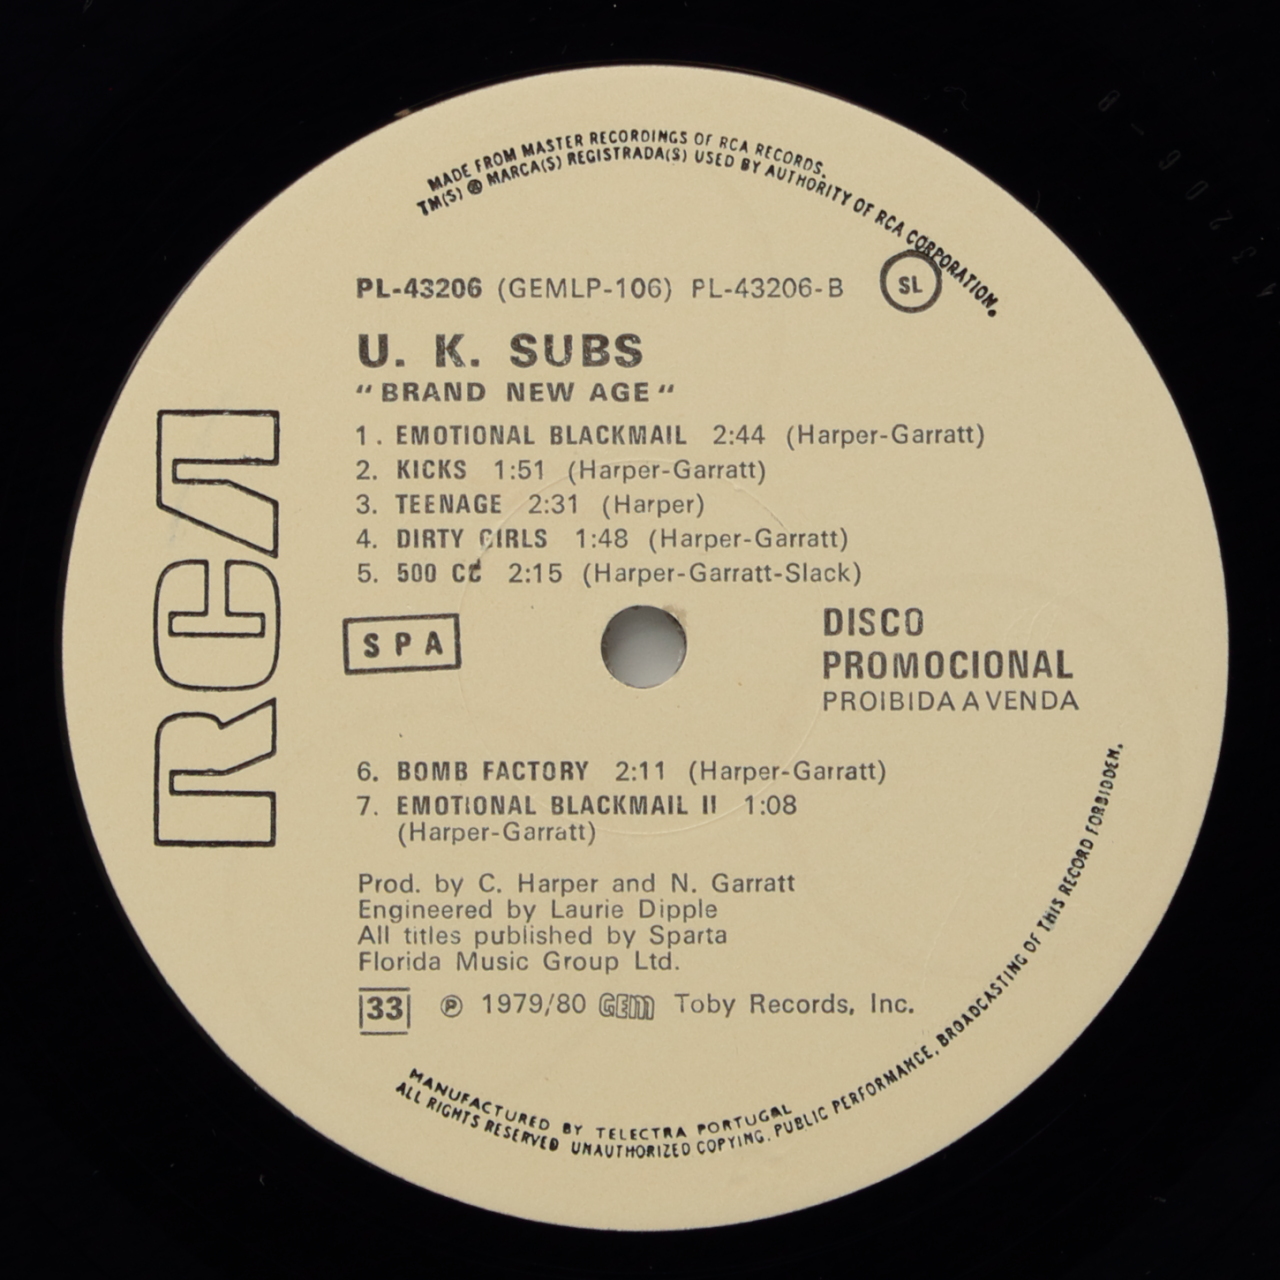 MADE FROM MASTER RECORDINGS OF RCA RECORDS.
TM(S) ® MARCA(S) REGISTRADA(S) USED BY AUTHORITY OF RCA CORPORATION.
PL-43206 (GEMLP-106) PL-43206-B
SL
U. K. SUBS
"BRAND NEW AGE"
1. EMOTIONAL BLACKMAIL 2:44 (Harper-Garratt)
2. KICKS 1:51 (Harper-Garratt)
3. TEENAGE 2:31 (Harper)
4. DIRTY GIRLS 1:48 (Harper-Garratt)
5. 500 CC 2:15 (Harper-Garratt-Slack)
RCA
SPA
DISCO
PROMOCIONAL
PROIBIDA A VENDA
6. BOMB FACTORY 2:11 (Harper-Garratt)
7. EMOTIONAL BLACKMAIL II 1:08
(Harper-Garratt)
Prod. by C. Harper and N. Garratt
Engineered by Laurie Dipple
All titles published by Sparta
Florida Music Group Ltd.
33 ℗ 1979/80 GEM Toby Records, Inc.
MANUFACTURED BY TELECTRA PORTUGAL
ALL RIGHTS RESERVED UNAUTHORIZED COPYING, PUBLIC PERFORMANCE, BROADCASTING OF THIS RECORD FORBIDDEN.